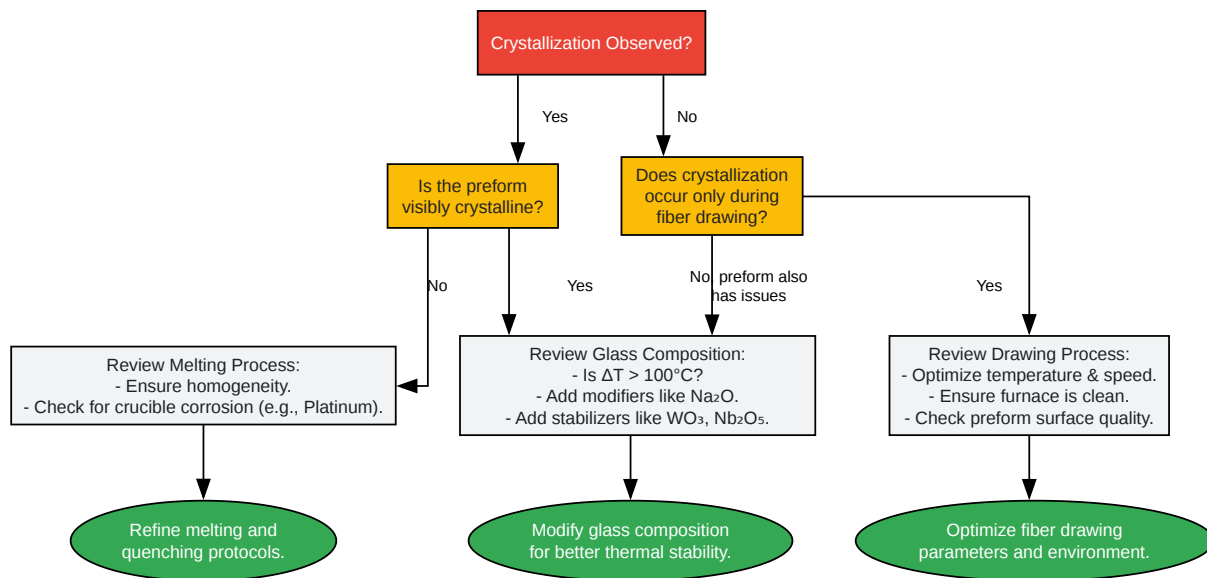 Crystallization Observed?
Yes
No
Is the preform
visibly crystalline?
Does crystallization
occur only during
fiber drawing?
No
Yes
No, preform also
has issues
Yes
Review Melting Process:
- Ensure homogeneity.
- Check for crucible corrosion (e.g., Platinum).
Review Glass Composition:
- Is ΔT > 100°C?
- Add modifiers like Na₂O.
- Add stabilizers like WO₃, Nb₂O₅.
Review Drawing Process:
- Optimize temperature & speed.
- Ensure furnace is clean.
- Check preform surface quality.
Refine melting and
quenching protocols.
Modify glass composition
for better thermal stability.
Optimize fiber drawing
parameters and environment.